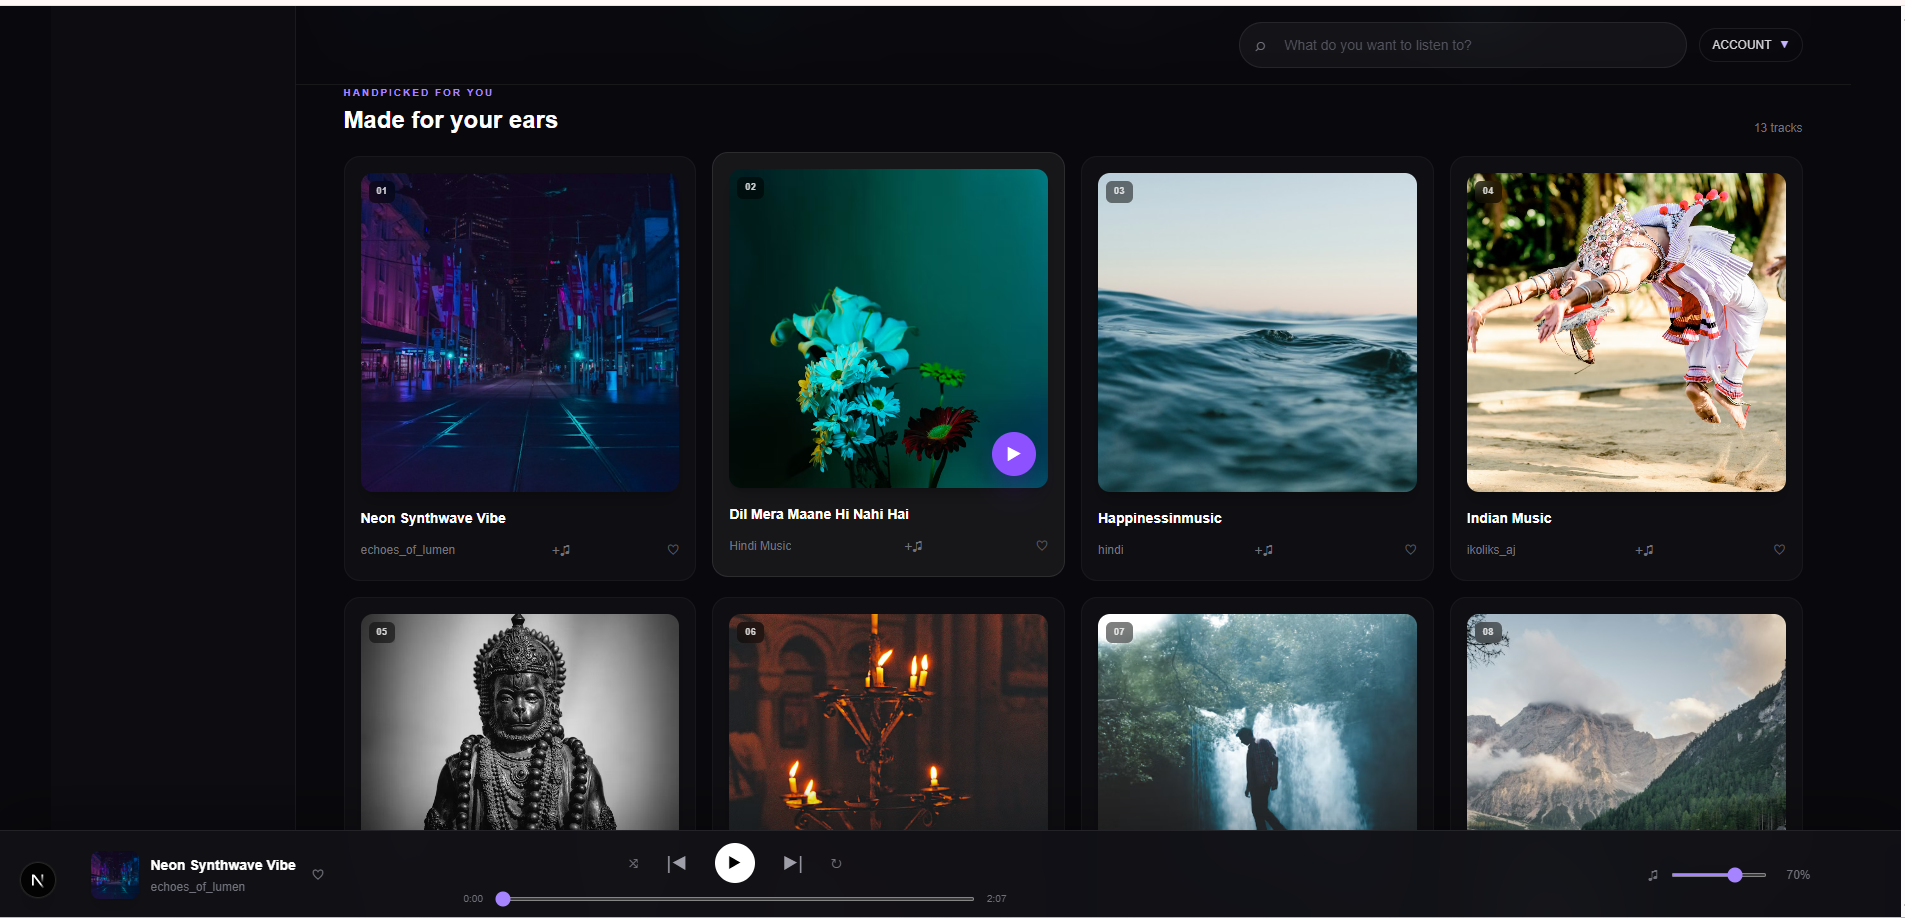 What do you want to listen to?
ACCOUNT ▼
HANDPICKED FOR YOU
Made for your ears
13 tracks
01
02
03
04
Neon Synthwave Vibe
Dil Mera Maane Hi Nahi Hai
Happinessinmusic
Indian Music
echoes_of_lumen
+♫
Hindi Music
+♫
hindi
+♫
ikoliks_aj
+♫
05
06
07
08
N
Neon Synthwave Vibe
echoes_of_lumen
0:00
2:07
70%